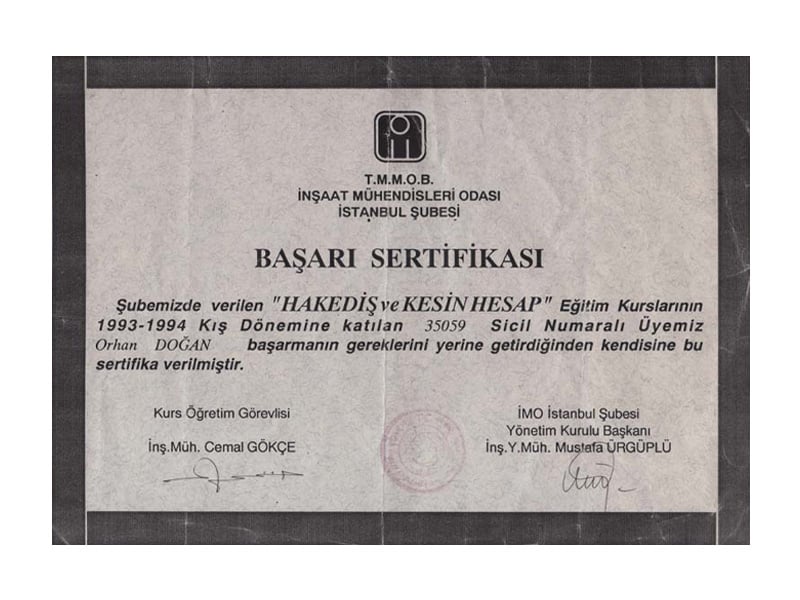 T.M.M.O.B.
İNŞAAT MÜHENDİSLERİ ODASI
İSTANBUL ŞUBESİ
BAŞARI SERTİFİKASI
Şubemizde verilen "HAKEDİŞ ve KESİN HESAP" Eğitim Kurslarının
1993-1994 Kış Dönemine katılan 35059 Sicil Numaralı Üyemiz
Orhan DOĞAN başarmanın gereklerini yerine getirdiğinden kendisine bu
sertifika verilmiştir.
Kurs Öğretim Görevlisi
İnş.Müh. Cemal GÖKÇE
İMO İstanbul Şubesi
Yönetim Kurulu Başkanı
İnş.Y.Müh. Mustafa ÜRGÜPLÜ